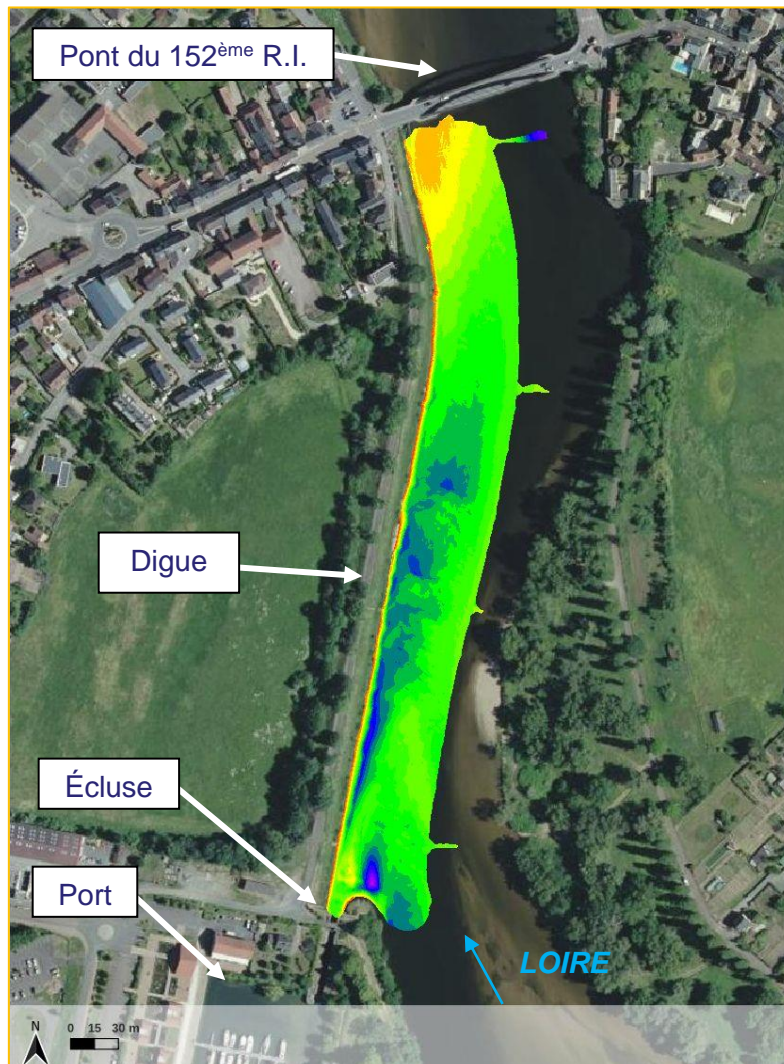 Pont du 152ème R.I.
Digue
Écluse
Port
LOIRE
N
0 15 30 m